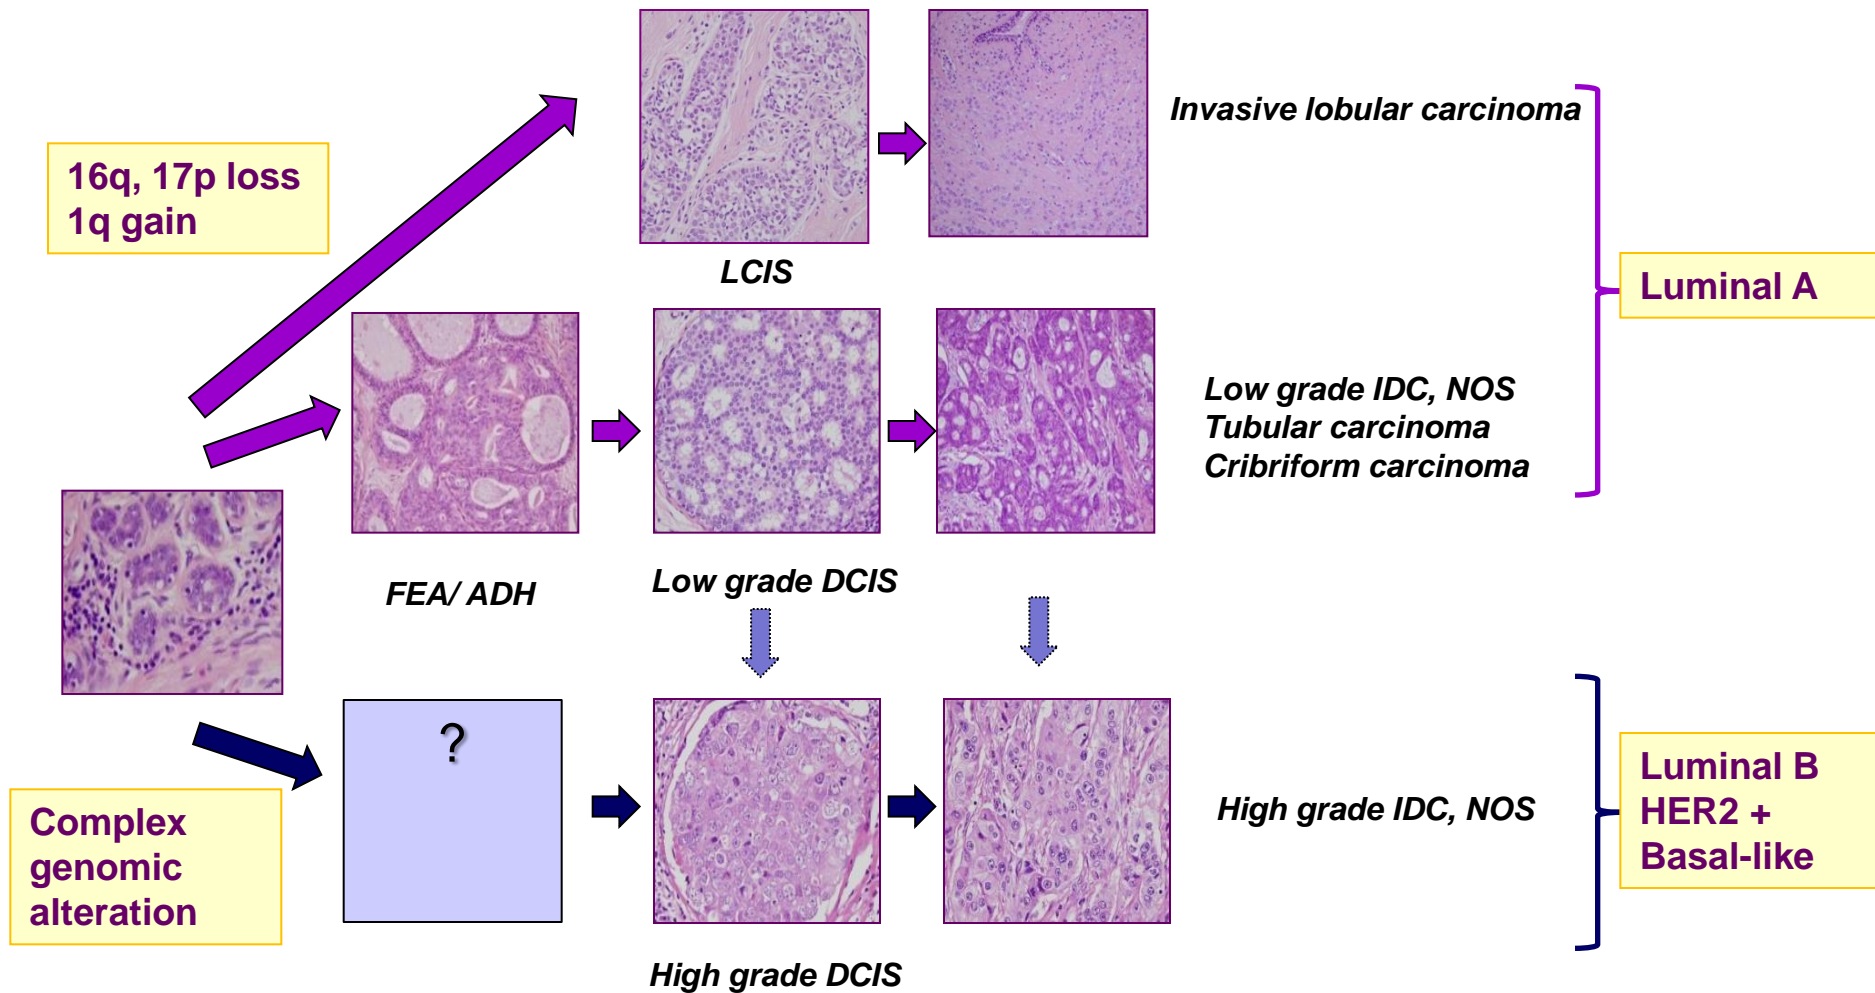 16q, 17p loss
1q gain
LCIS
Invasive lobular carcinoma
Luminal A
FEA/ ADH
Low grade DCIS
Low grade IDC, NOS
Tubular carcinoma
Cribriform carcinoma
Complex
genomic
alteration
?
High grade DCIS
High grade IDC, NOS
Luminal B
HER2 +
Basal-like